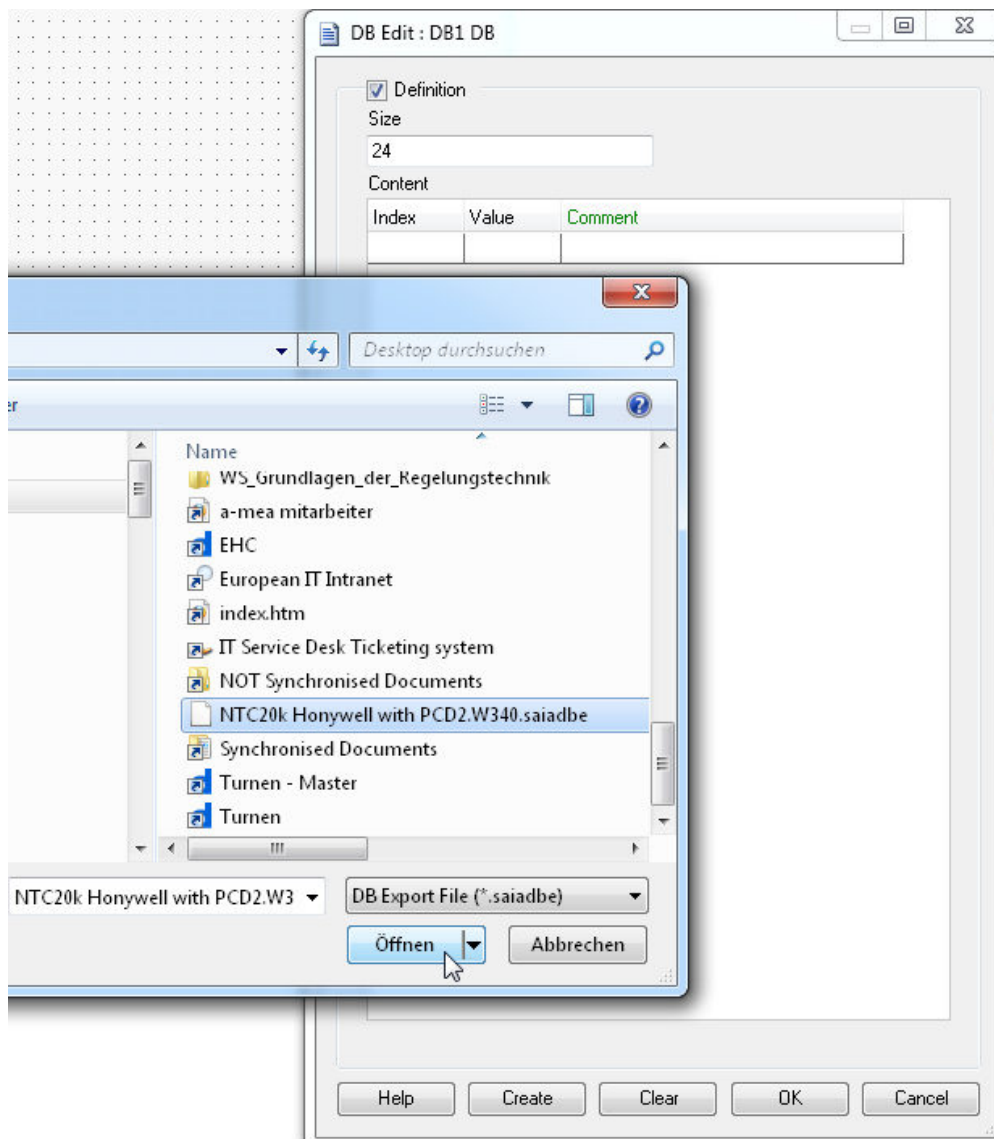 DB Edit : DB1 DB
Definition
Size
24
Content
Index Value Comment
Desktop durchsuchen
er
Name
WS_Grundlagen_der_Regelungstechnik
a-mea mitarbeiter
EHC
European IT Intranet
index.htm
IT Service Desk Ticketing system
NOT Synchronised Documents
NTC20k Honywell with PCD2.W340.saiadbe
Synchronised Documents
Turnen - Master
Turnen
NTC20k Honywell with PCD2.W3 DB Export File (*.saiadbe)
Öffnen Abbrechen
Help Create Clear OK Cancel